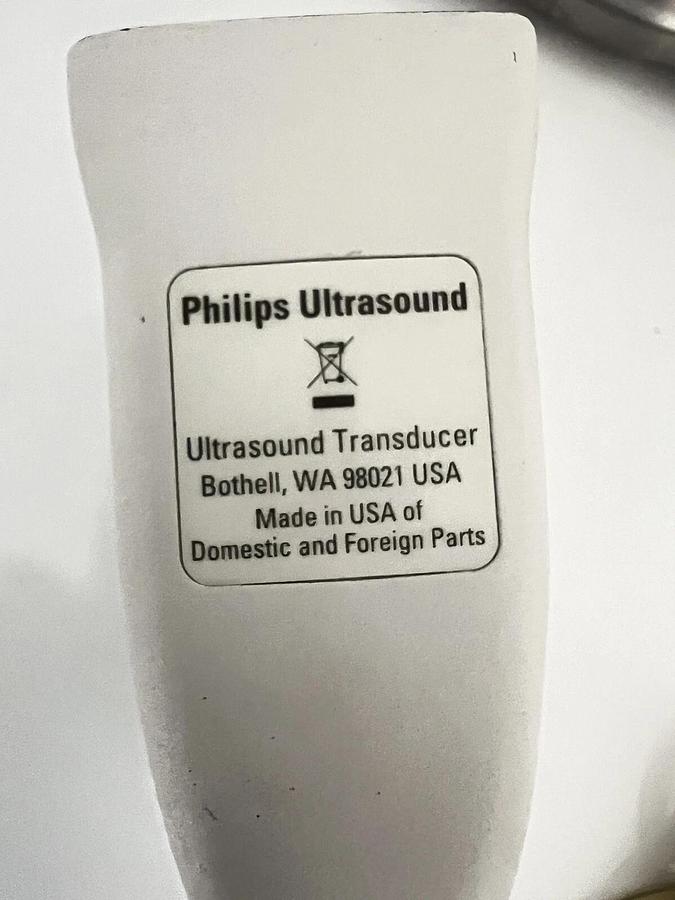 Philips Ultrasound
Ultrasound Transducer
Bothell, WA 98021 USA
Made in USA of
Domestic and Foreign Parts